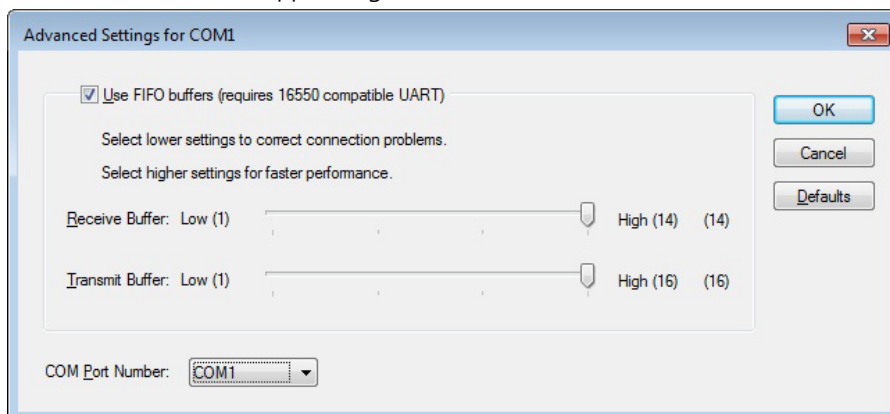 Advanced Settings for COM1
Use FIFO buffers (requires 16550 compatible UART)
OK
Select lower settings to correct connection problems.
Cancel
Select higher settings for faster performance.
Defaults
Receive Buffer: Low (1) High (14) (14)
Transmit Buffer: Low (1) High (16) (16)
COM Port Number: COM1